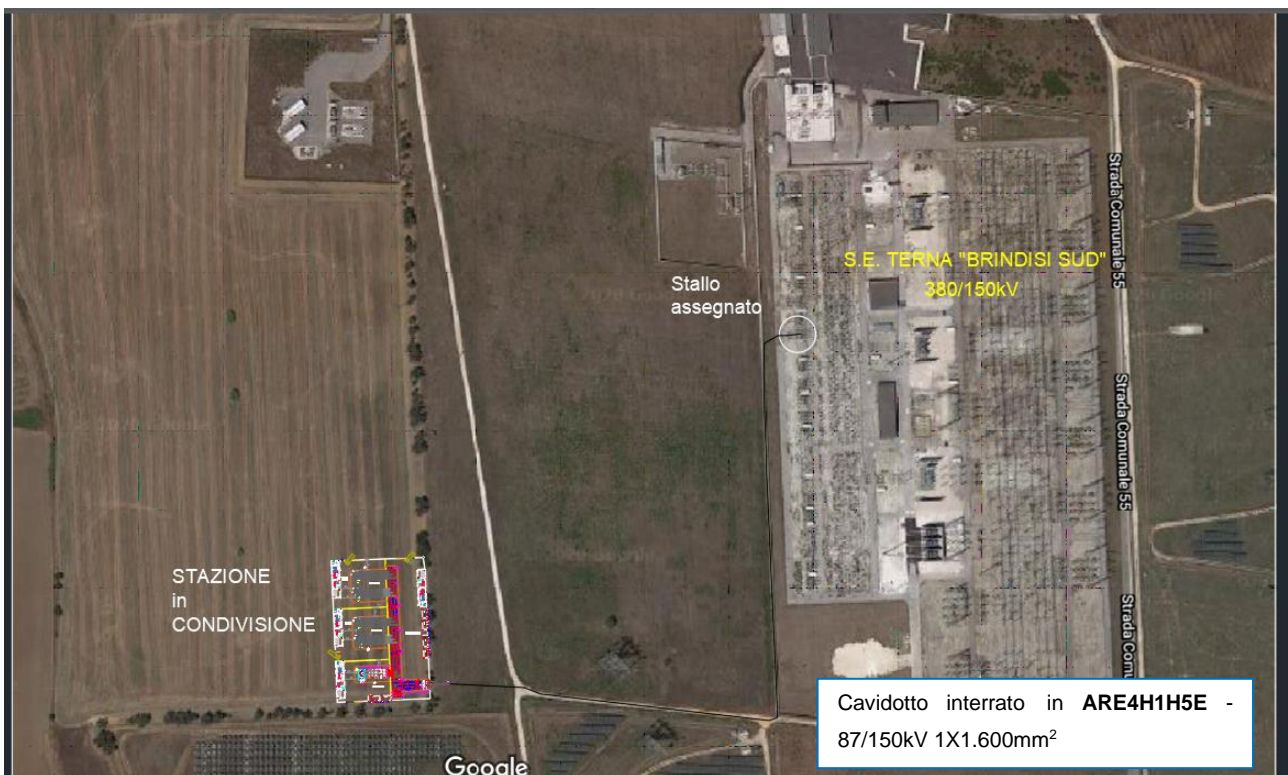 S.E. TERNA "BRINDISI SUD"
380/150kV
Stallo
assegnato
Strada Comunale 55
Strada Comunale 55
Strada Comu
STAZIONE
in
CONDIVISIONE
Cavidotto interrato in ARE4H1H5E -
87/150kV 1X1.600mm²
Google